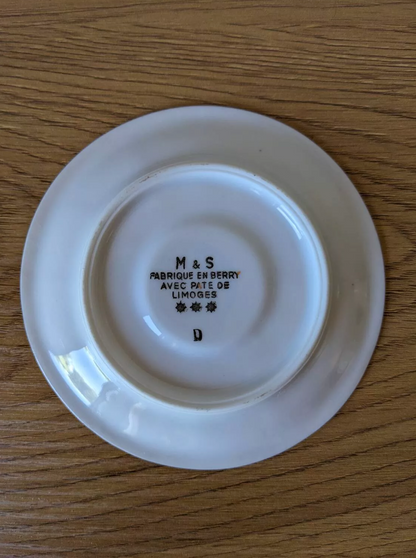 M & S
FABRIQUE EN BERRY
AVEC PATE DE
LIMOGES
D